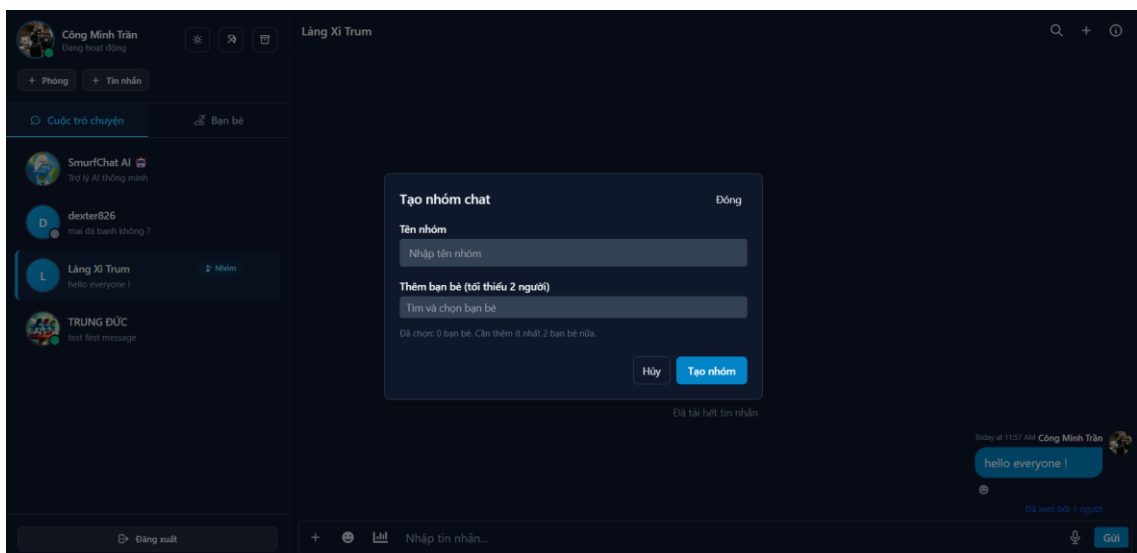 Công Minh Trần
Đang hoạt động
+ Phòng
+ Tin nhắn
Cuộc trò chuyện
Bạn bè
SmurfChat AI
Trợ lý AI thông minh
D
dexter826
mai đá banh không ?
L
Làng Xì Trum
Nhóm
hello everyone !
TRUNG ĐỨC
test first message
Đăng xuất
Làng Xì Trum
Tạo nhóm chat
Đóng
Tên nhóm
Nhập tên nhóm
Thêm bạn bè (tối thiểu 2 người)
Tìm và chọn bạn bè
Đã chọn: 0 bạn bè. Cần thêm ít nhất 2 bạn bè nữa.
Hủy
Tạo nhóm
Đã tải hết tin nhắn
Today at 11:57 AM Công Minh Trần
hello everyone !
Đã xem bởi 1 người
Nhập tin nhắn...
Gửi